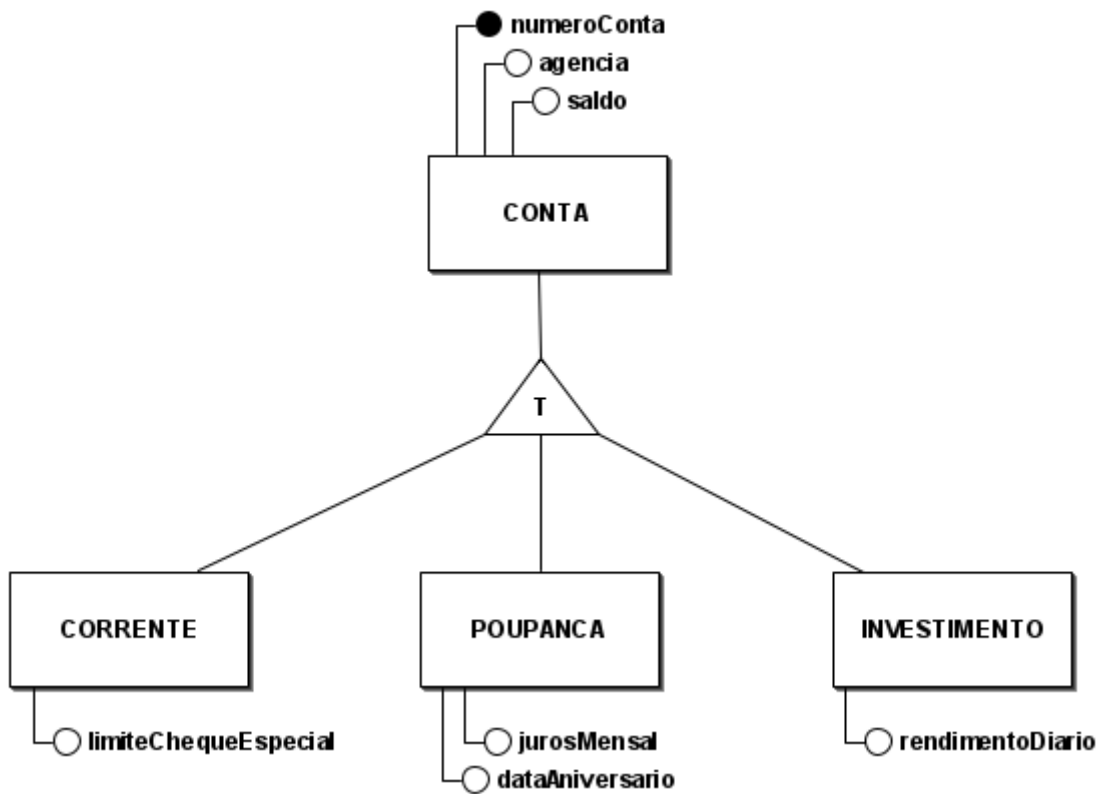 numeroConta
agencia
saldo
CONTA
T
CORRENTE
POUPANCA
INVESTIMENTO
limiteChequeEspecial
jurosMensal
rendimentoDiario
dataAniversario